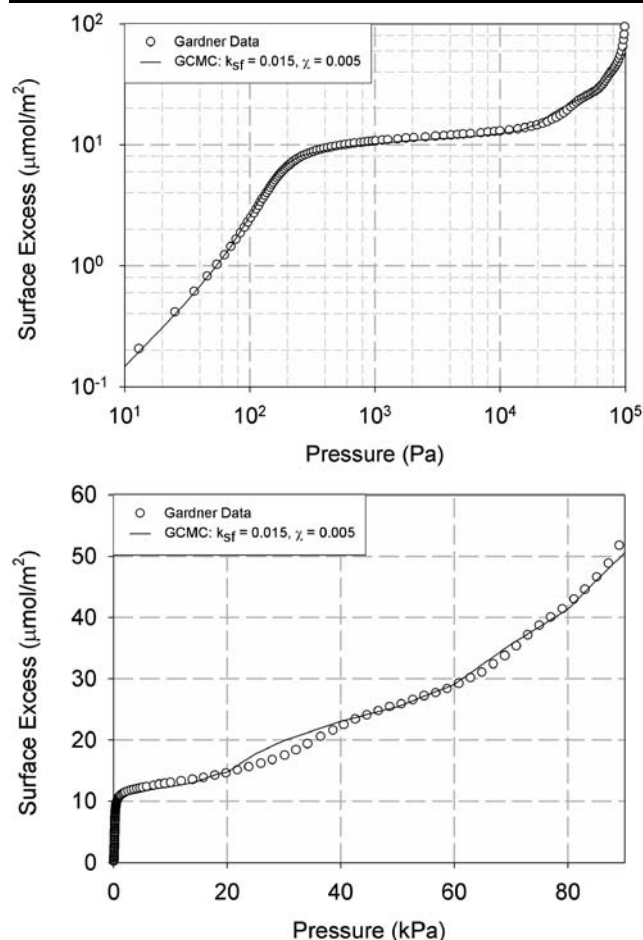 10²
10¹
10⁰
10⁻¹
Surface Excess (μmol/m²)
Gardner Data
GCMC: kₛf = 0.015, χ = 0.005
10¹ 10² 10³ 10⁴ 10⁵
Pressure (Pa)
60
50
40
30
20
10
0
Surface Excess (μmol/m²)
Gardner Data
GCMC: kₛf = 0.015, χ = 0.005
0 20 40 60 80
Pressure (kPa)